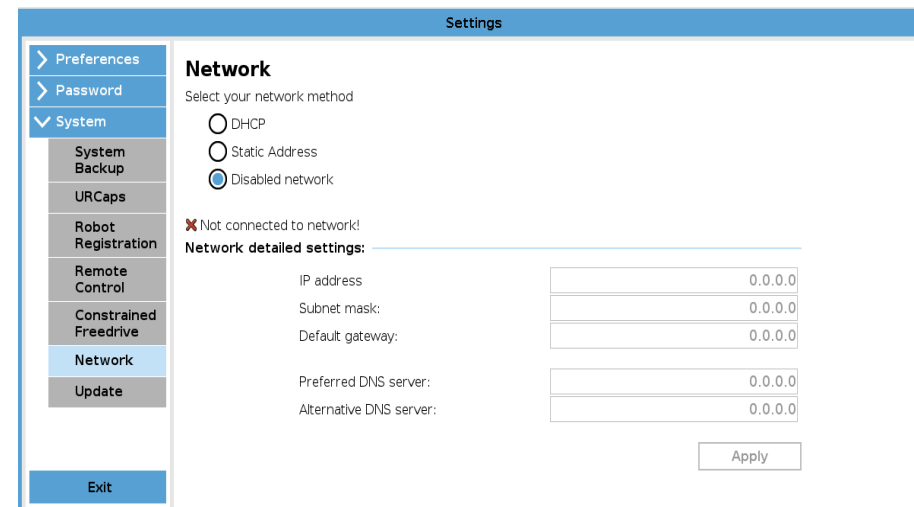 Settings
Preferences
Password
System
System
Backup
URCaps
Robot
Registration
Remote
Control
Constrained
Freedrive
Network
Update
Exit
Network
Select your network method
DHCP
Static Address
Disabled network
Not connected to network!
Network detailed settings:
IP address 0.0.0.0
Subnet mask: 0.0.0.0
Default gateway: 0.0.0.0
Preferred DNS server: 0.0.0.0
Alternative DNS server: 0.0.0.0
Apply